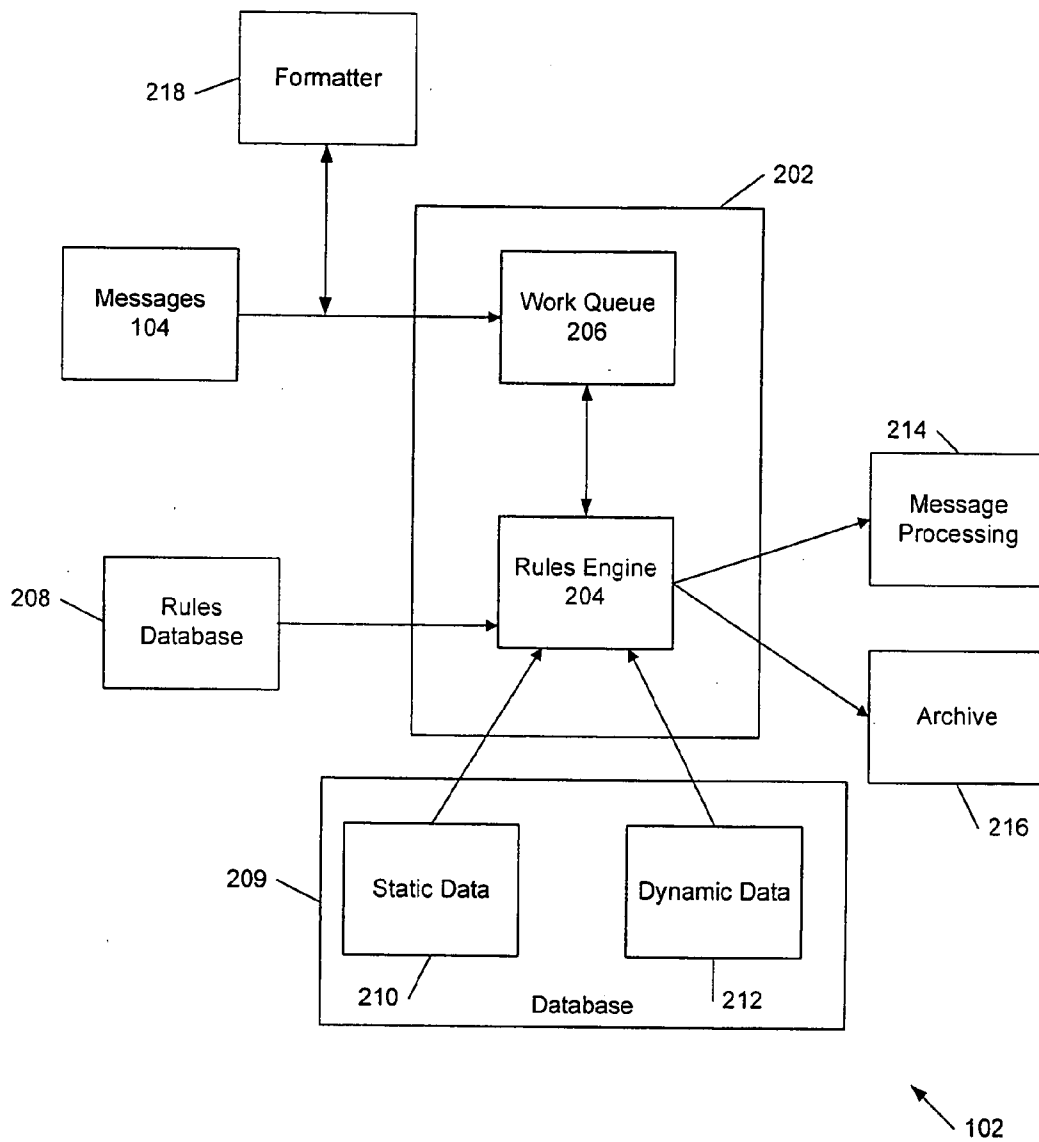 Formatter
218
202
Messages
104
Work Queue
206
214
Message
Processing
Rules Engine
204
208
Rules
Database
Archive
216
209
Static Data
Dynamic Data
210
212
Database
102